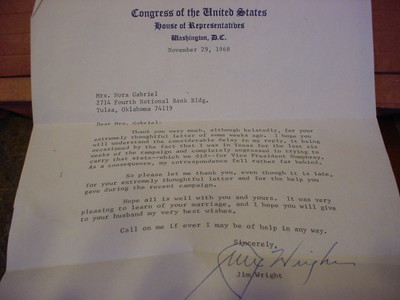 Congress of the United States
House of Representatives
Washington, D.C.
November 29, 1968
Mrs. Nora Gabriel
2714 Fourth National Bank Bldg.
Tulsa, Oklahoma 74119
Dear Mrs. Gabriel:
Thank you very much, although belatedly, for your
extremely thoughtful letter of some weeks ago. I hope you
will understand the considerable delay in my reply, it being
occasioned by the fact that I was in Texas for the last six
weeks of the campaign and completely engrossed in trying to
carry that state--which we did--for Vice President Humphrey.
As a consequence, my correspondence fell rather far behind.
So please let me thank you, even though it is late,
for your extremely thoughtful letter and for the help you
gave during the recent campaign.
Hope all is well with you and yours. It was very
pleasing to learn of your marriage, and I hope you will give
to your husband my very best wishes.
Call on me if ever I may be of help in any way.
Sincerely,
Jim Wright
Jim Wright